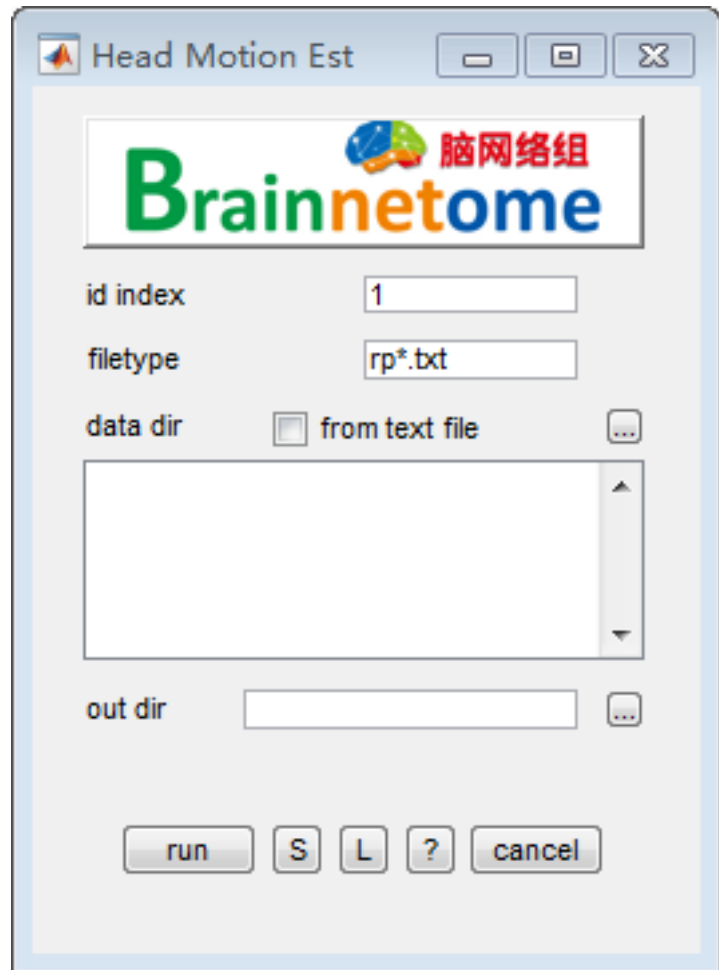 Head Motion Est
脑网络组
Brainnetome
id index 1
filetype rp*.txt
data dir from text file ...
out dir ...
run S L ? cancel